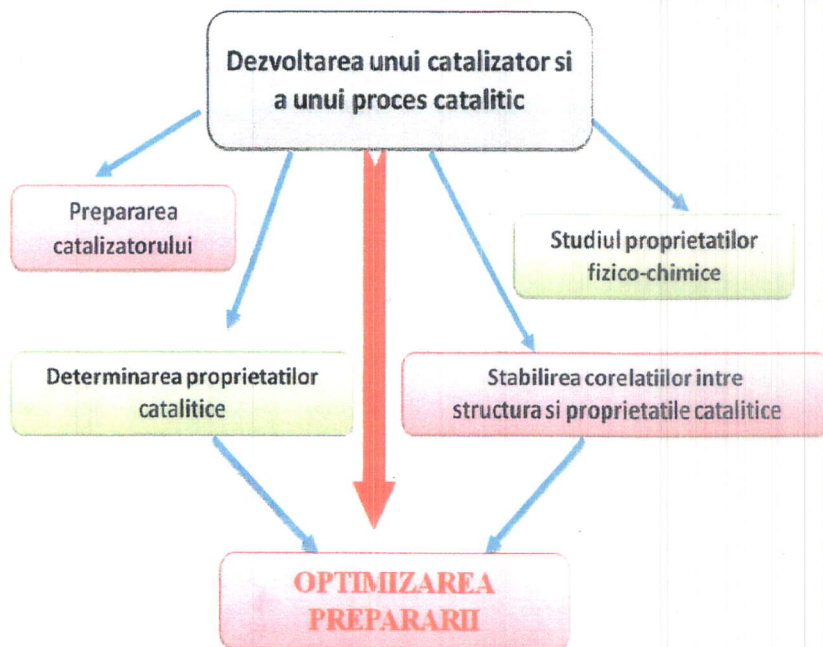 Dezvoltarea unui catalizator si
a unui proces catalitic
Prepararea
catalizatorului
Studiul proprietatilor
fizico-chimice
Determinarea proprietatilor
catalitice
Stabilirea corelatiilor intre
structura si proprietatile catalitice
OPTIMIZAREA
PREPARARII